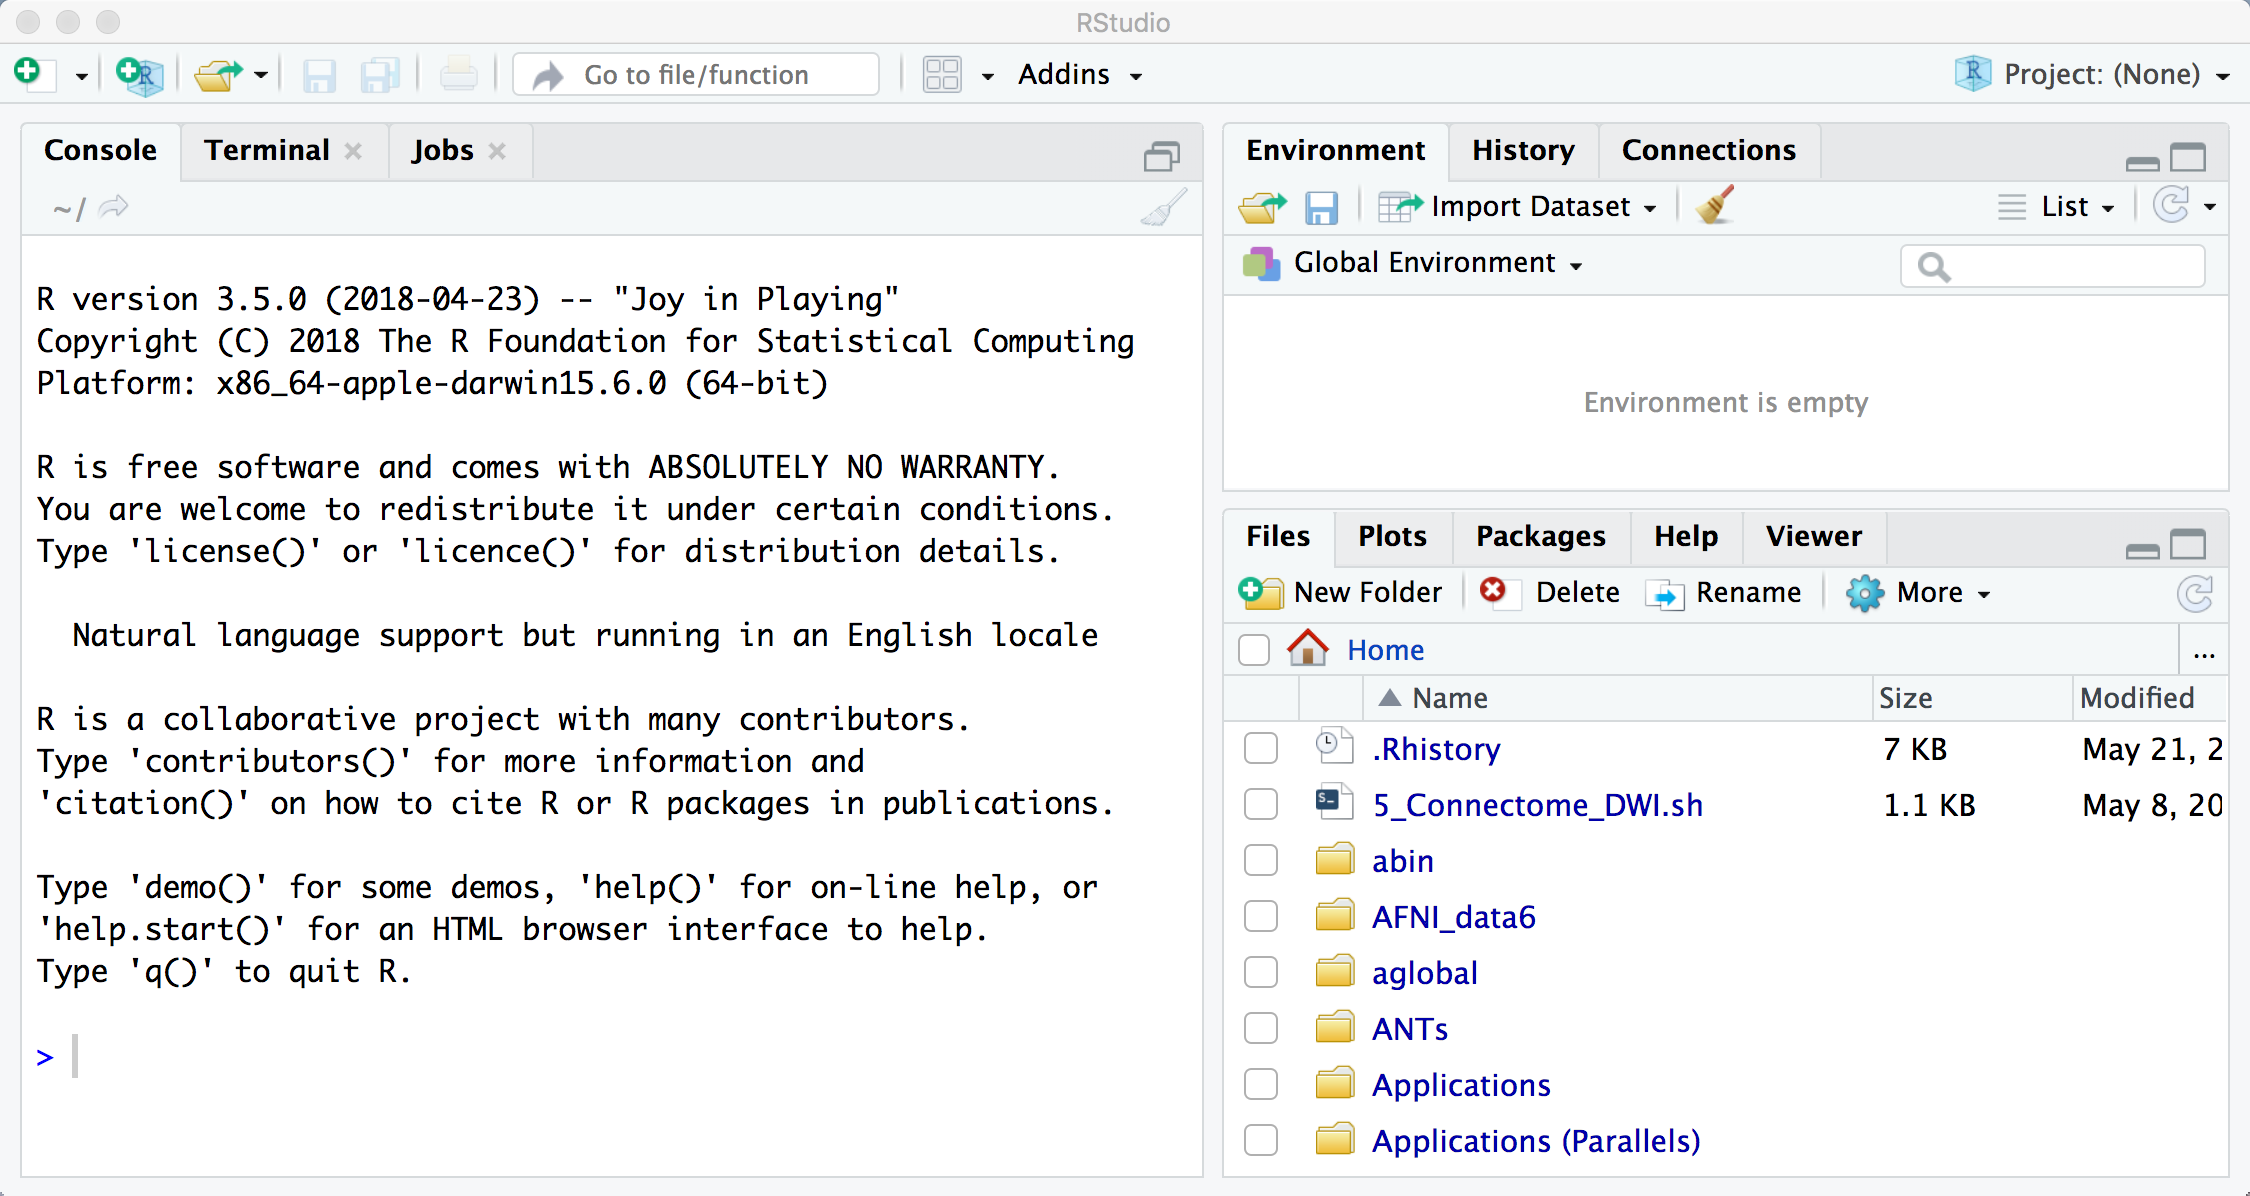 RStudio
Go to file/function
Addins
Project: (None)
Console
Terminal
Jobs
~/
R version 3.5.0 (2018-04-23) -- "Joy in Playing"
Copyright (C) 2018 The R Foundation for Statistical Computing
Platform: x86_64-apple-darwin15.6.0 (64-bit)
R is free software and comes with ABSOLUTELY NO WARRANTY.
You are welcome to redistribute it under certain conditions.
Type 'license()' or 'licence()' for distribution details.
Natural language support but running in an English locale
R is a collaborative project with many contributors.
Type 'contributors()' for more information and
'citation()' on how to cite R or R packages in publications.
Type 'demo()' for some demos, 'help()' for on-line help, or
'help.start()' for an HTML browser interface to help.
Type 'q()' to quit R.
>
Environment
History
Connections
Import Dataset
List
Global Environment
Environment is empty
Files
Plots
Packages
Help
Viewer
New Folder
Delete
Rename
More
Home
...
Name Size Modified
.Rhistory 7 KB May 21, 2
5_Connectome_DWI.sh 1.1 KB May 8, 20
abin
AFNI_data6
aglobal
ANTs
Applications
Applications (Parallels)